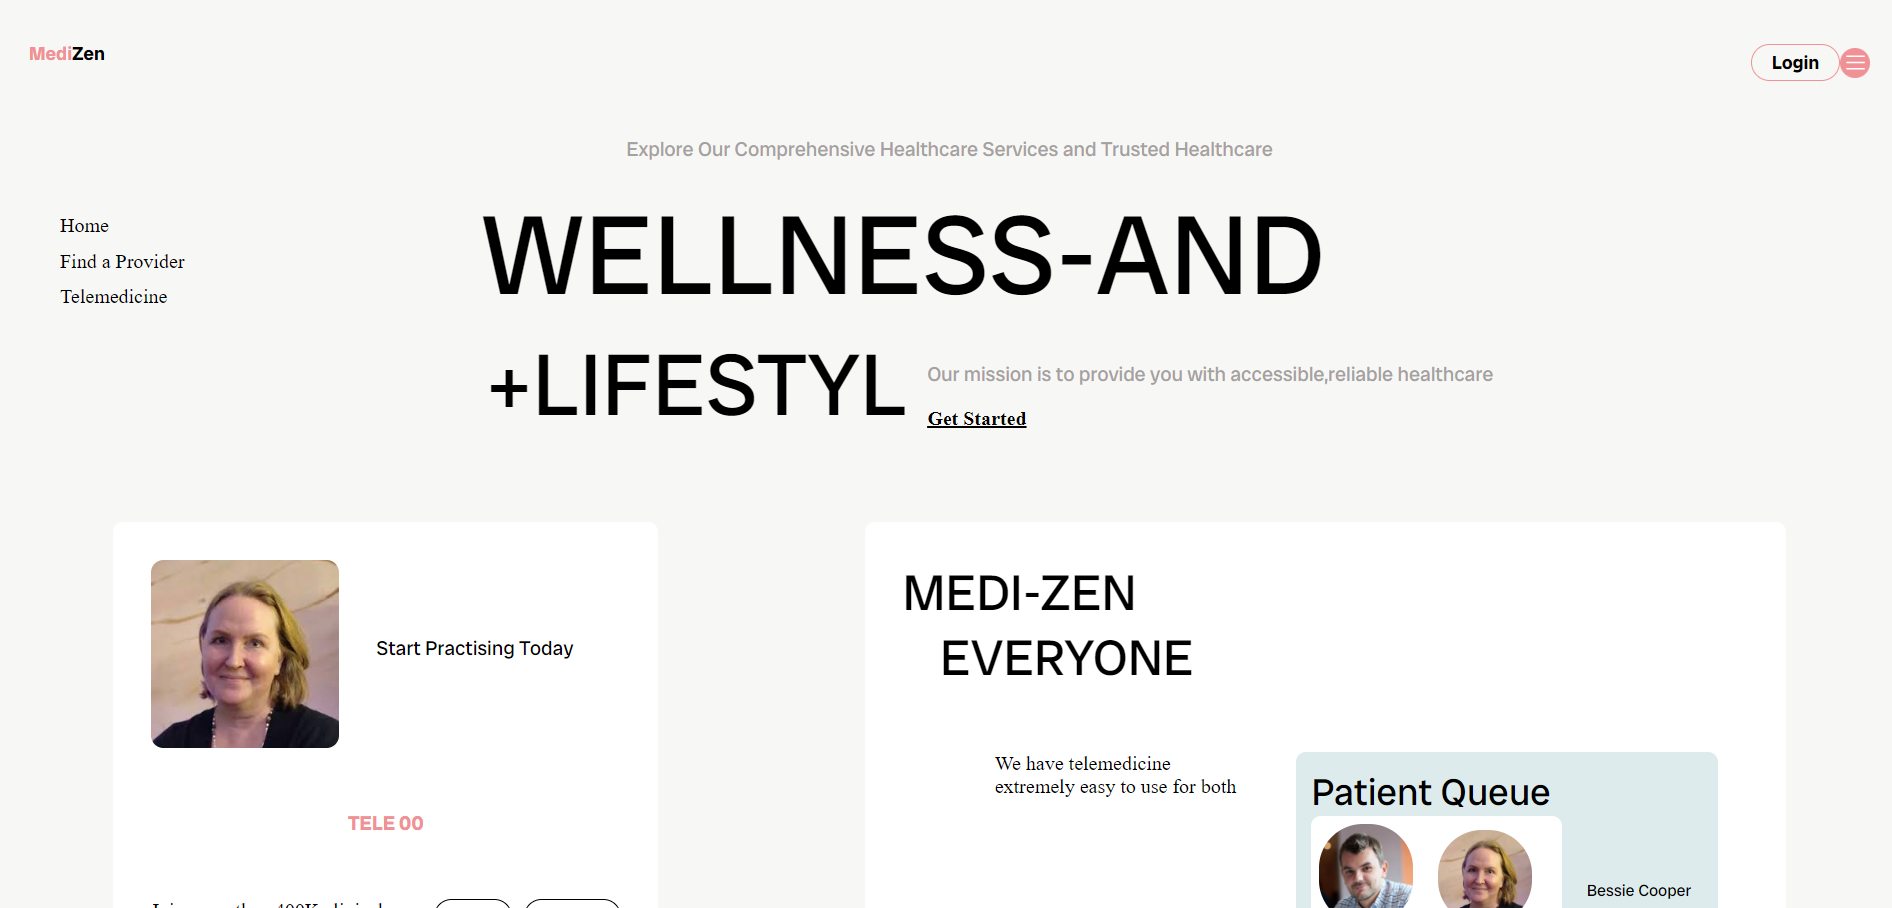 MediZen
Login
Explore Our Comprehensive Healthcare Services and Trusted Healthcare
Home
Find a Provider
Telemedicine
WELLNESS-AND
+LIFESTYL
Our mission is to provide you with accessible,reliable healthcare
Get Started
Start Practising Today
TELE 00
MEDI-ZEN
EVERYONE
We have telemedicine
extremely easy to use for both
Patient Queue
Bessie Cooper